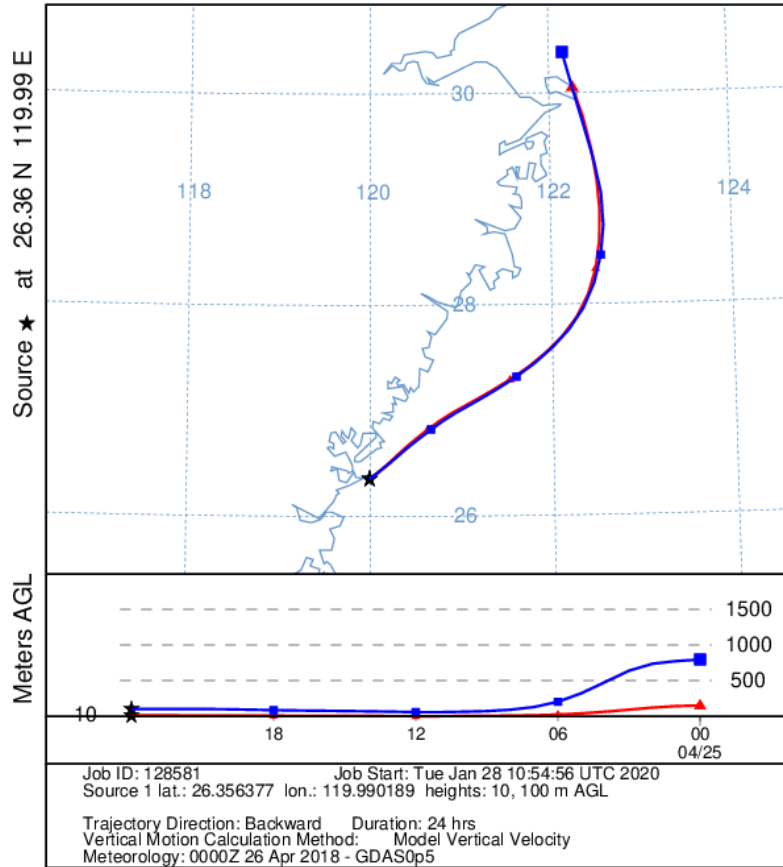 Source ★ at 26.36 N 119.99 E
30
118
120
122
124
28
26
Meters AGL
1500
1000
500
10
18
12
06
00
04/25
Job ID: 128581 Job Start: Tue Jan 28 10:54:56 UTC 2020
Source 1 lat.: 26.356377 lon.: 119.990189 heights: 10, 100 m AGL
Trajectory Direction: Backward Duration: 24 hrs
Vertical Motion Calculation Method: Model Vertical Velocity
Meteorology: 0000Z 26 Apr 2018 - GDAS0p5